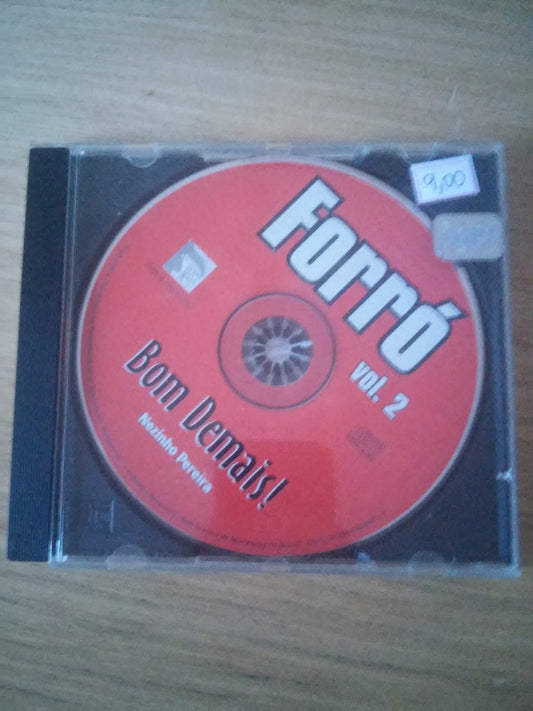 9,00
Forró
vol. 2
Bom Demais!
Nezinho Pereira